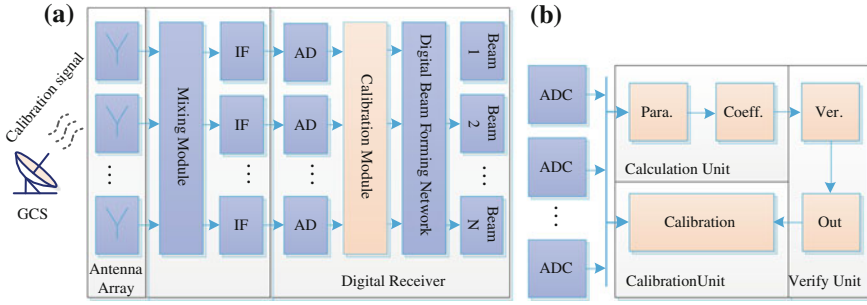 (a)
Calibration signal
GCS
Antenna
Array
Mixing Module
IF
IF
IF
AD
AD
AD
Calibration Module
Digital Beam Forming Network
Beam
1
Beam
2
Beam
N
Digital Receiver
(b)
ADC
ADC
ADC
Para.
Coeff.
Ver.
Calculation Unit
Calibration
Out
CalibrationUnit
Verify Unit